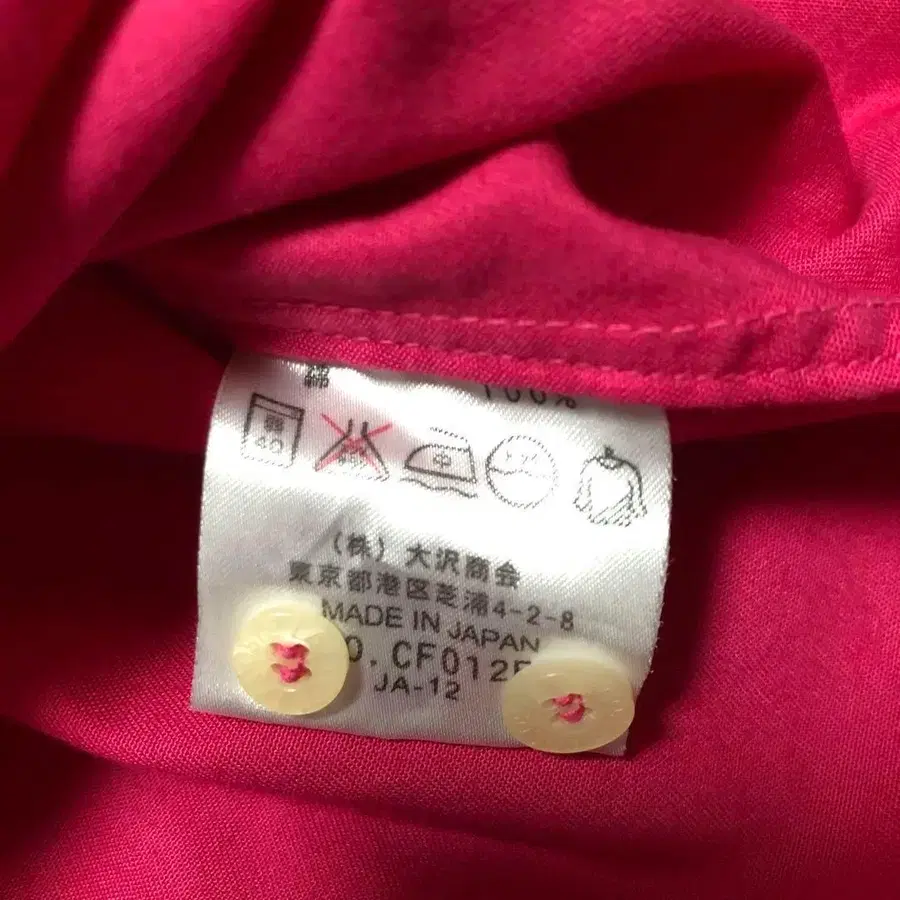 綿 100%
40 中
(株) 大沢商会
東京都港区芝浦4-2-8
MADE IN JAPAN
CF012
JA-12